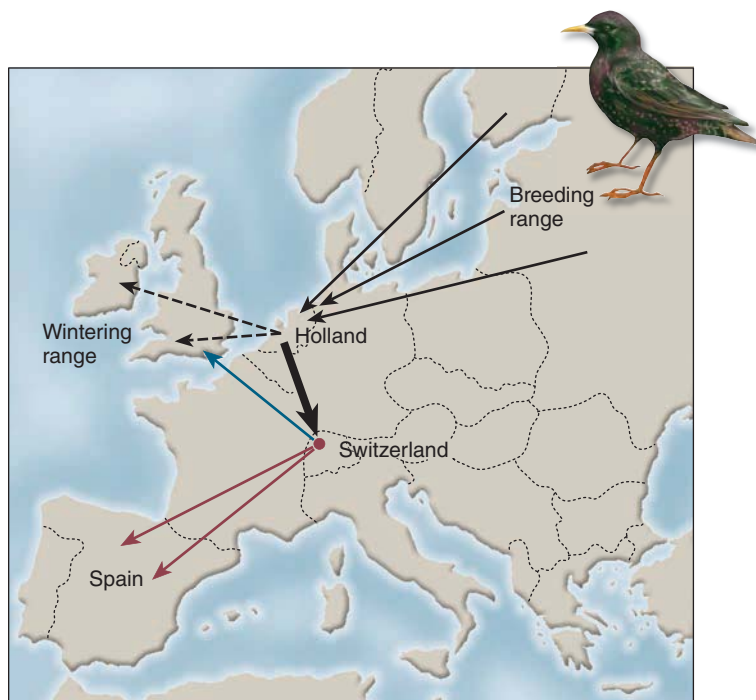 Breeding
range
Holland
Wintering
range
Switzerland
Spain